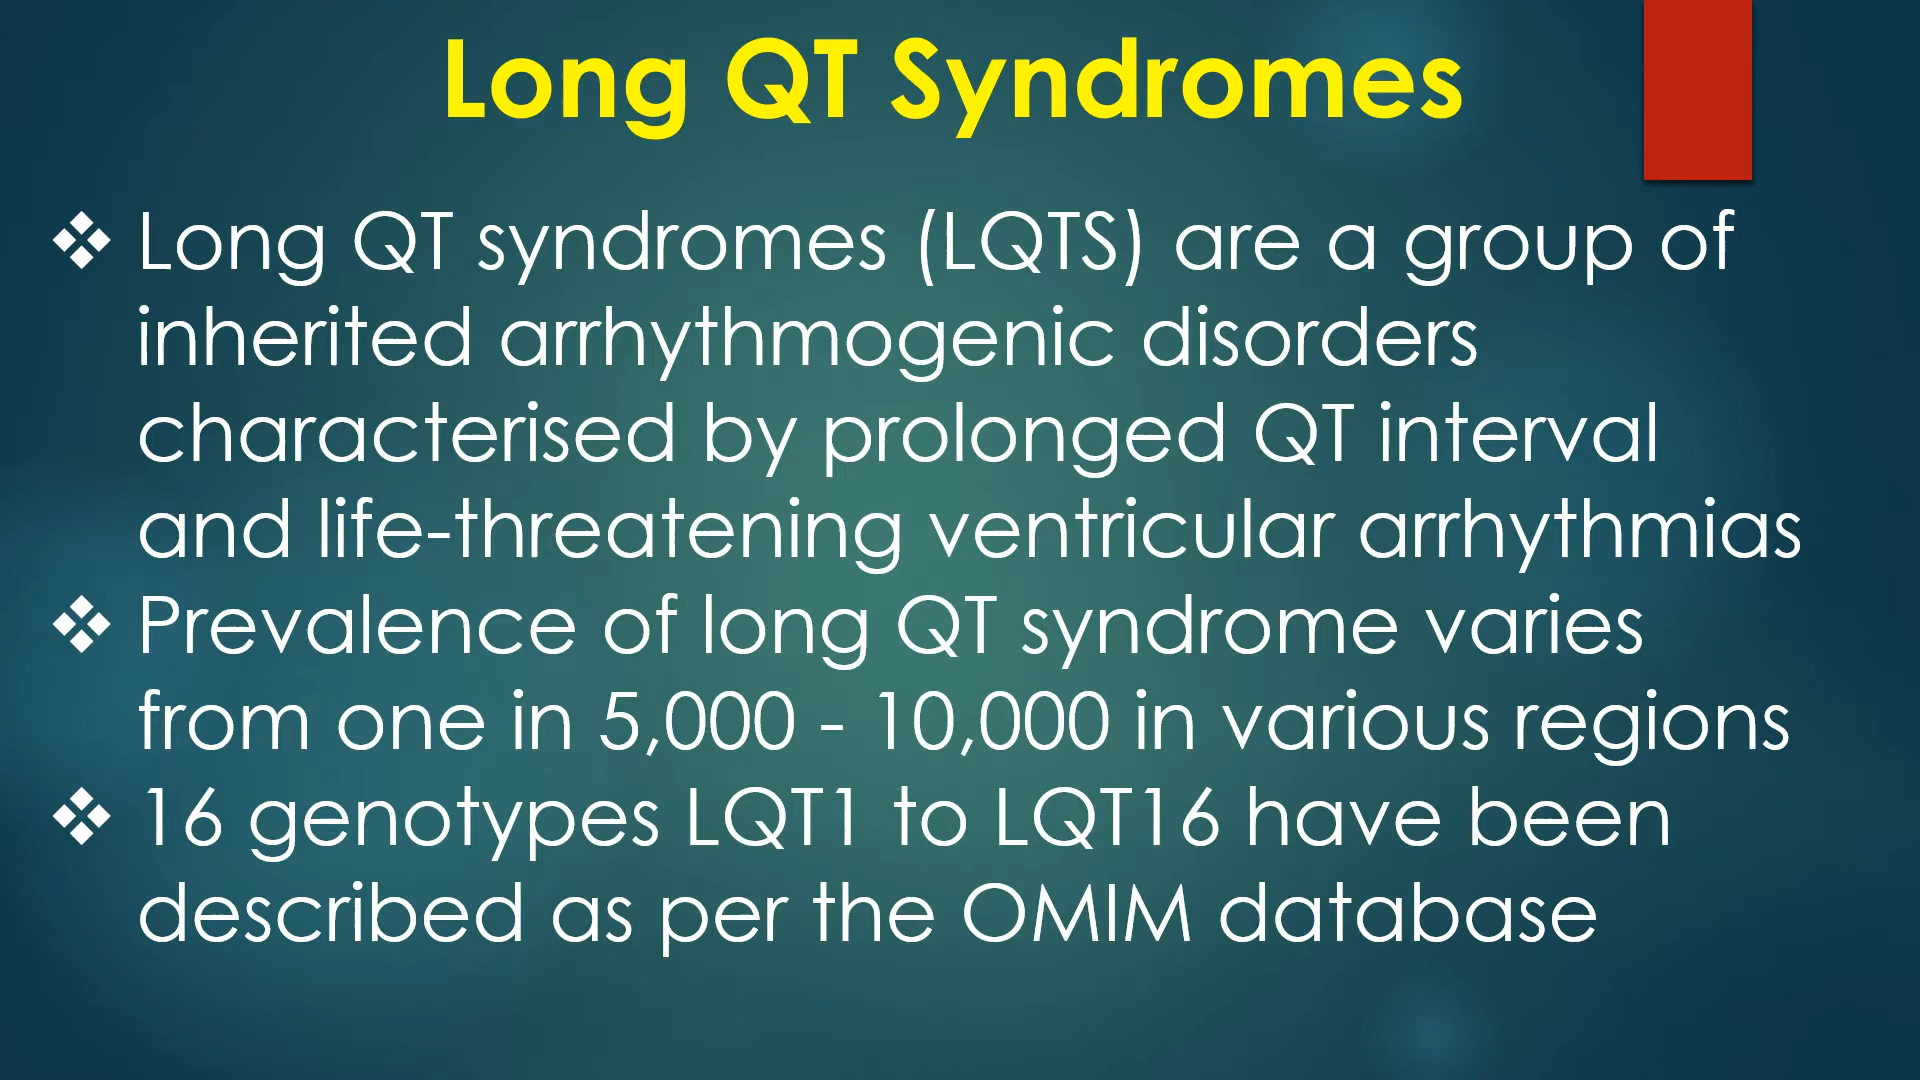 Long QT Syndromes
❖ Long QT syndromes (LQTS) are a group of
inherited arrhythmogenic disorders
characterised by prolonged QT interval
and life-threatening ventricular arrhythmias
❖ Prevalence of long QT syndrome varies
from one in 5,000 - 10,000 in various regions
❖ 16 genotypes LQT1 to LQT16 have been
described as per the OMIM database